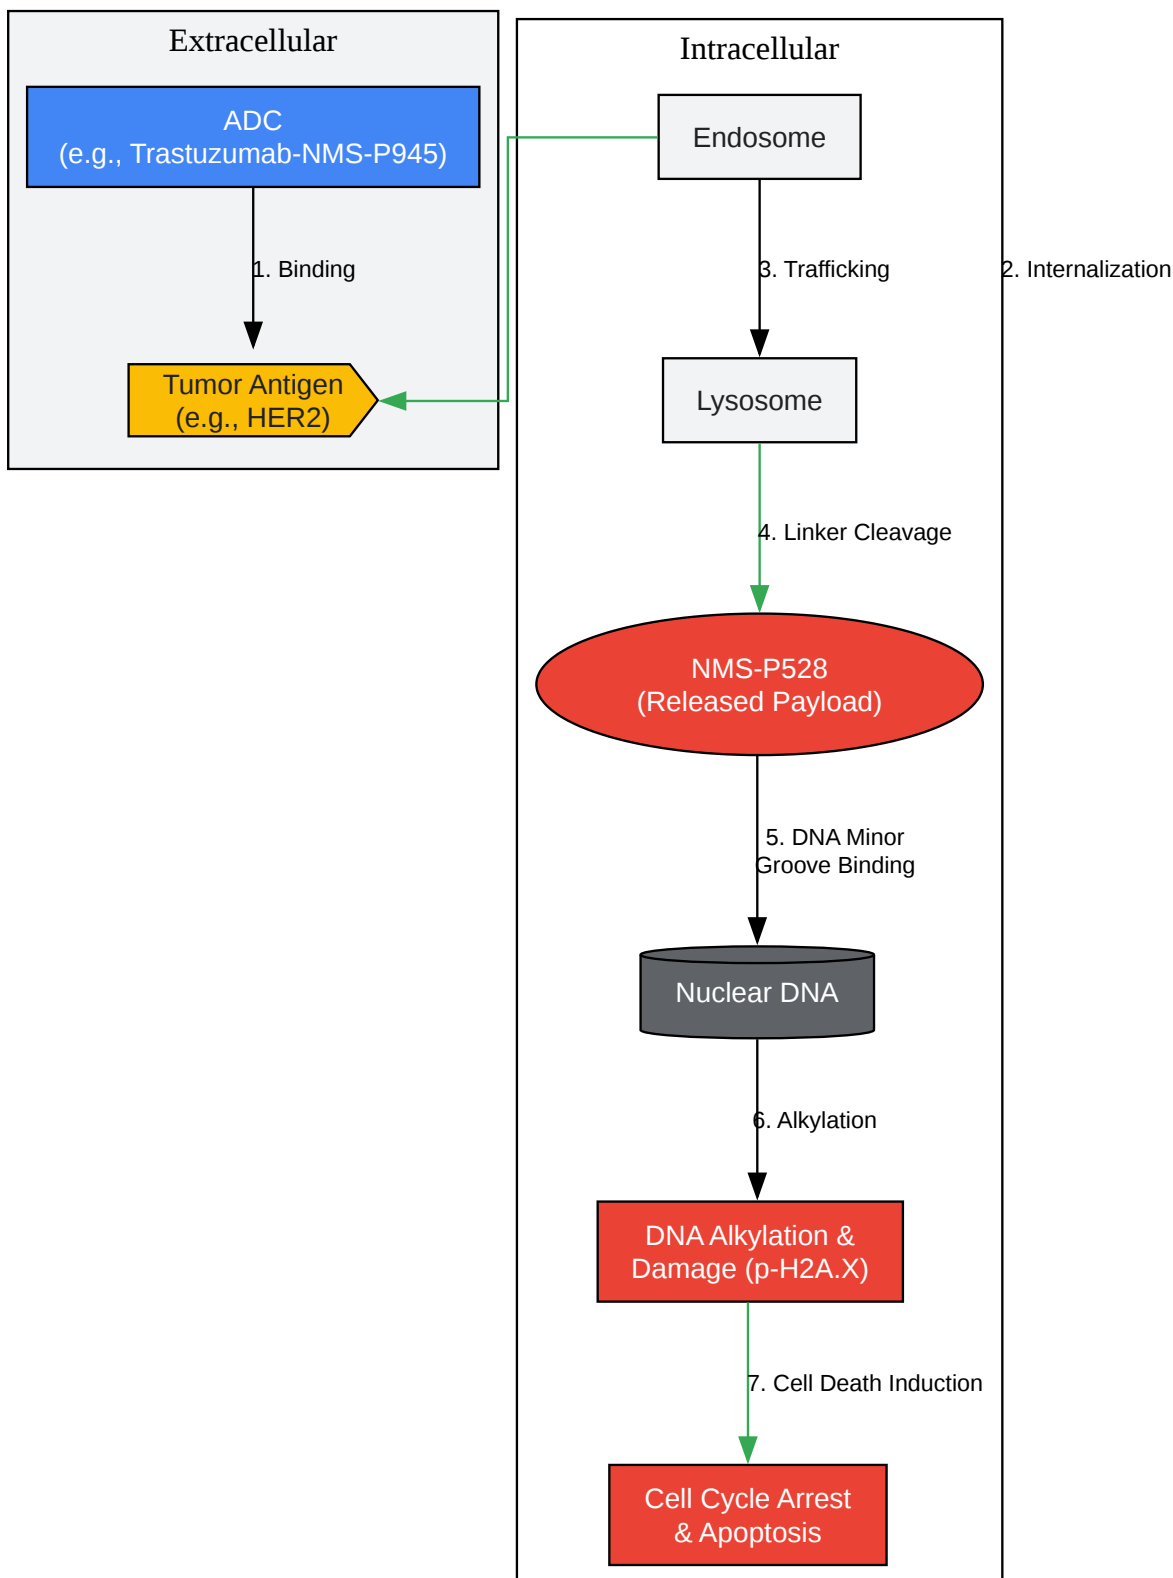 Extracellular
ADC
(e.g., Trastuzumab-NMS-P945)
1. Binding
Tumor Antigen
(e.g., HER2)
Intracellular
Endosome
3. Trafficking
2. Internalization
Lysosome
4. Linker Cleavage
NMS-P528
(Released Payload)
5. DNA Minor
Groove Binding
Nuclear DNA
6. Alkylation
DNA Alkylation &
Damage (p-H2A.X)
7. Cell Death Induction
Cell Cycle Arrest
& Apoptosis